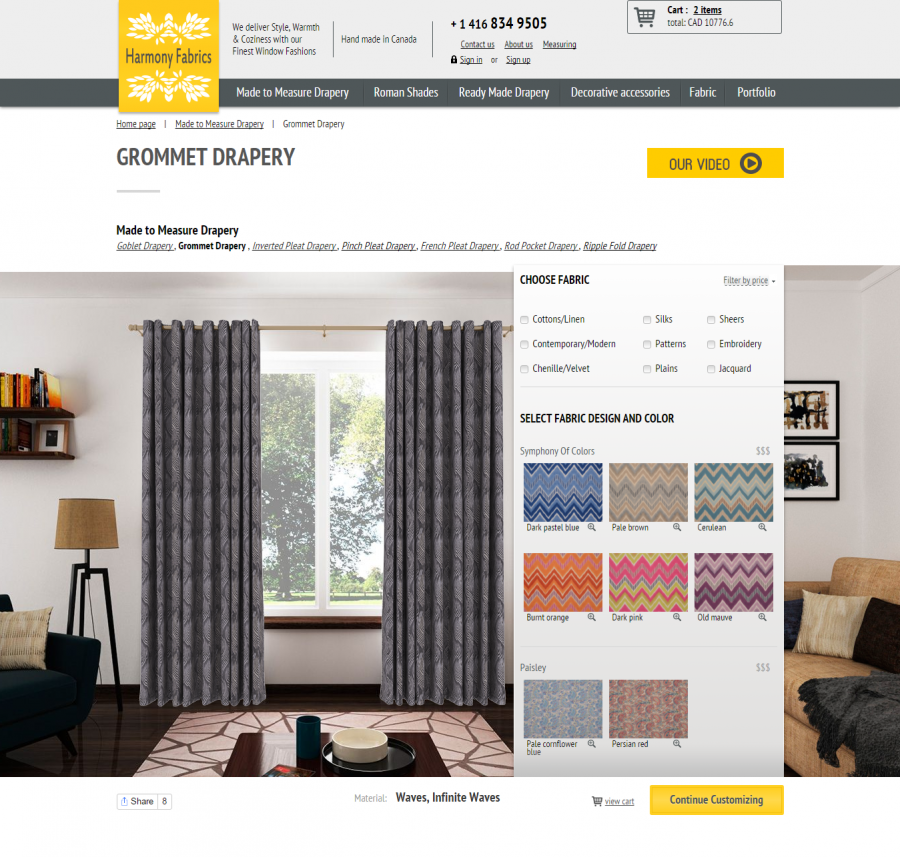 Harmony Fabrics
We deliver Style, Warmth
& Coziness with our
Finest Window Fashions
Hand made in Canada
+ 1 416 834 9505
Contact us About us Measuring
Sign in or Sign up
Cart : 2 items
total: CAD 10776.6
Made to Measure Drapery Roman Shades Ready Made Drapery Decorative accessories Fabric Portfolio
Home page | Made to Measure Drapery | Grommet Drapery
GROMMET DRAPERY
OUR VIDEO
Made to Measure Drapery
Goblet Drapery , Grommet Drapery , Inverted Pleat Drapery , Pinch Pleat Drapery , French Pleat Drapery , Rod Pocket Drapery , Ripple Fold Drapery
CHOOSE FABRIC Filter by price
Cottons/Linen Silks Sheers
Contemporary/Modern Patterns Embroidery
Chenille/Velvet Plains Jacquard
SELECT FABRIC DESIGN AND COLOR
Symphony Of Colors $$$
Dark pastel blue Pale brown Cerulean
Burnt orange Dark pink Old mauve
Paisley $$$
Pale cornflower
blue
Persian red
Share 8
Material: Waves, Infinite Waves
view cart
Continue Customizing